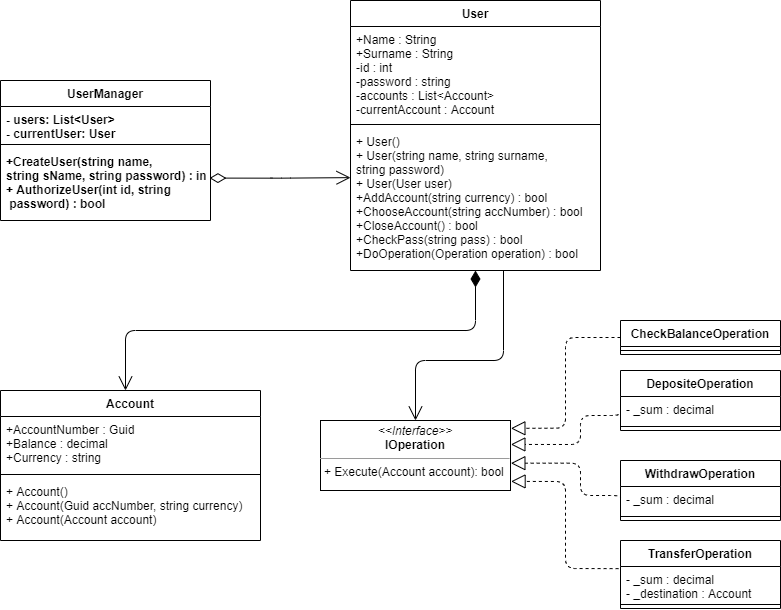 User
+Name : String
+Surname : String
-id : int
-password : string
-accounts : List<Account>
-currentAccount : Account
+ User()
+ User(string name, string surname,
string password)
+ User(User user)
+AddAccount(string currency) : bool
+ChooseAccount(string accNumber) : bool
+CloseAccount() : bool
+CheckPass(string pass) : bool
+DoOperation(Operation operation) : bool
UserManager
- users: List<User>
- currentUser: User
+CreateUser(string name,
string sName, string password) : in
+ AuthorizeUser(int id, string
password) : bool
Account
+AccountNumber : Guid
+Balance : decimal
+Currency : string
+ Account()
+ Account(Guid accNumber, string currency)
+ Account(Account account)
<<Interface>>
IOperation
+ Execute(Account account): bool
CheckBalanceOperation
DepositeOperation
- _sum : decimal
WithdrawOperation
- _sum : decimal
TransferOperation
- _sum : decimal
- _destination : Account